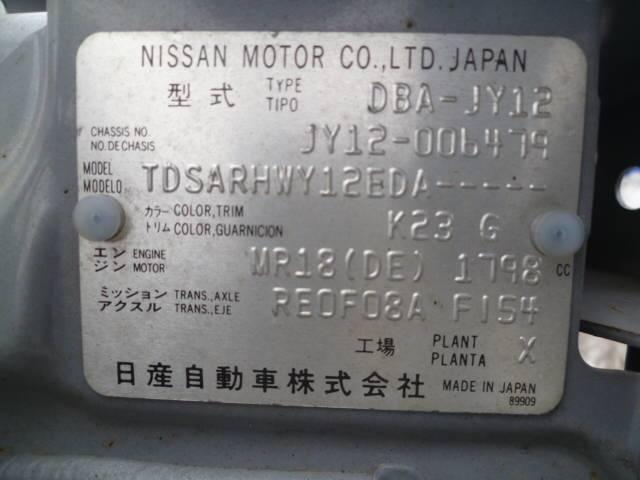 NISSAN MOTOR CO.,LTD. JAPAN
型式 TYPE TIPO DBA-JY12
CHASSIS NO. NO. DE CHASIS JY12-006479
MODEL MODELO TDSARHWY12EDA-----
カラー COLOR,TRIM トリム COLOR,GUARNICION K23 G
エンジン ENGINE MOTOR MR18(DE) 1798 CC
ミッション TRANS.,AXLE アクスル TRANS.,EJE RE0F08A F154
工場 PLANT PLANTA X
日産自動車株式会社 MADE IN JAPAN
89909